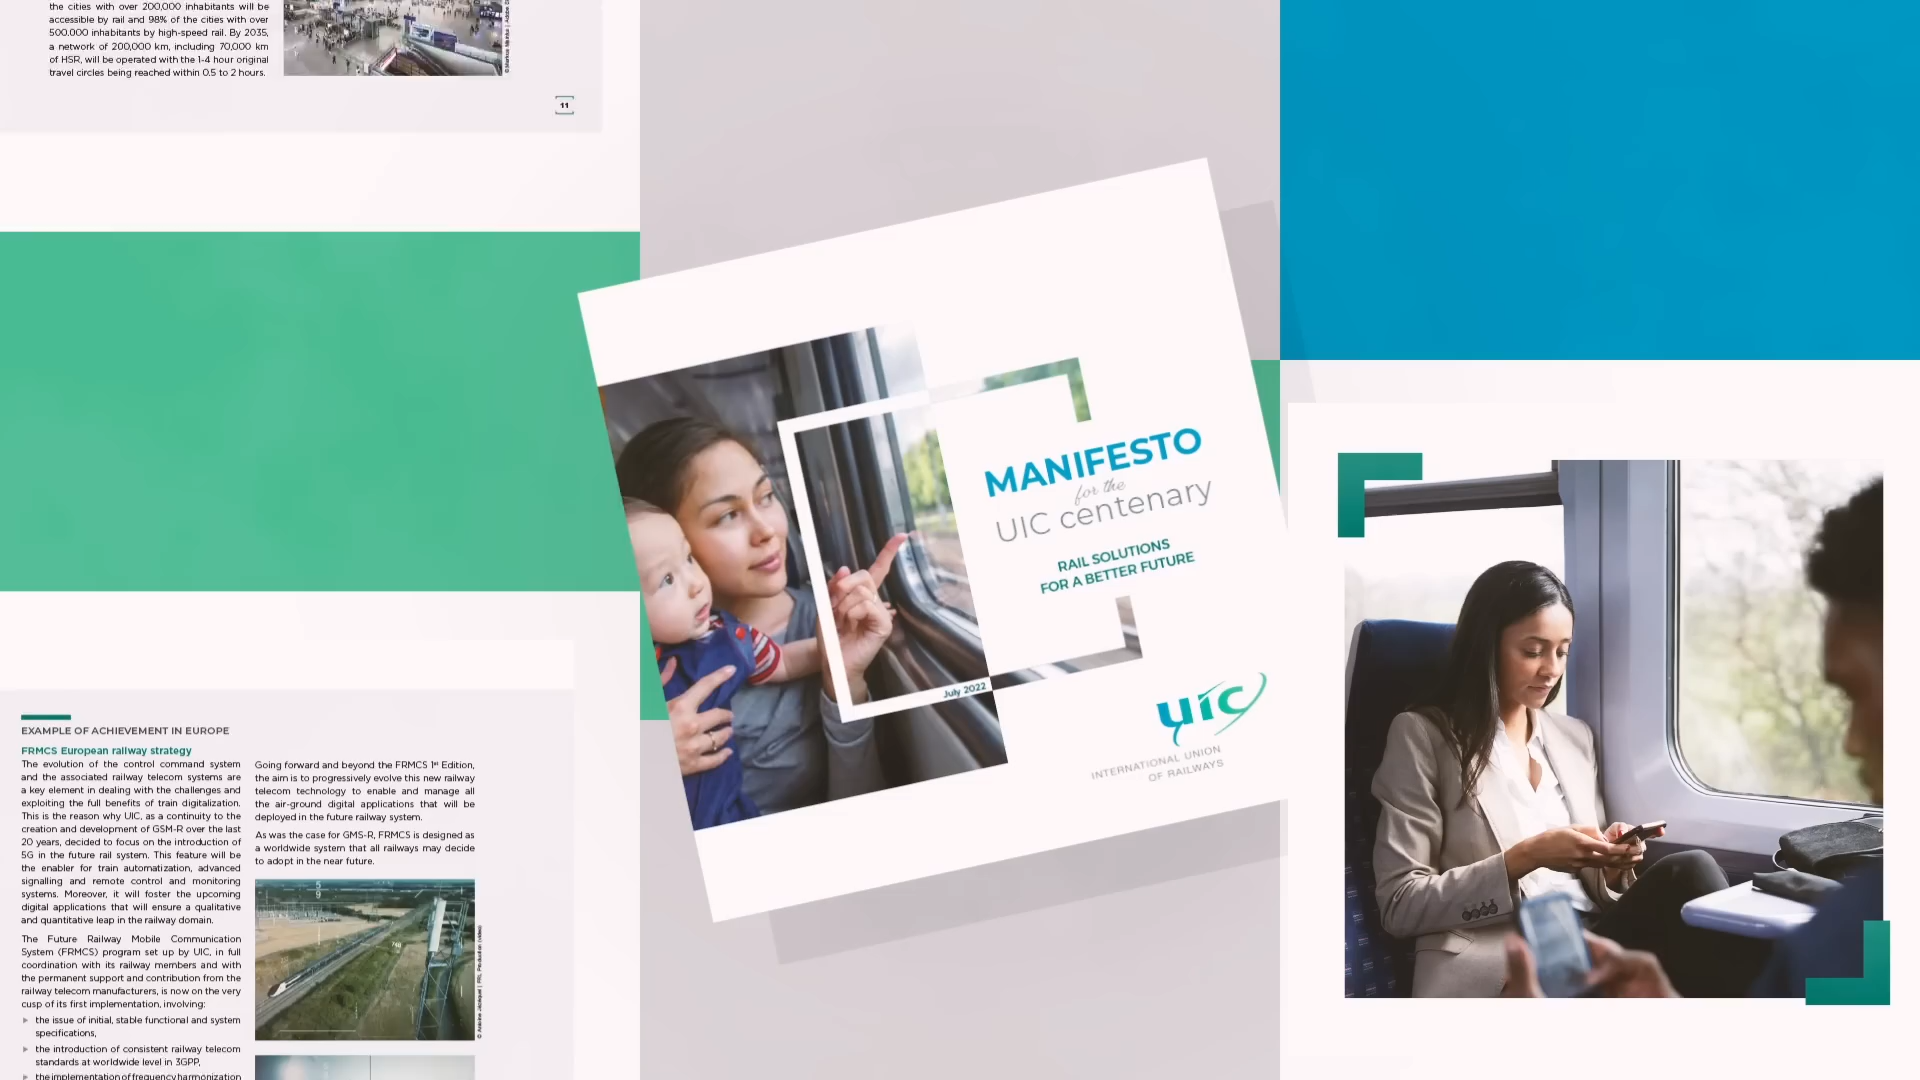 the cities with over 200,000 inhabitants will be
accessible by rail and 98% of the cities with over
500.000 inhabitants by high-speed rail. By 2035,
a network of 200,000 km, including 70,000 km
of HSR, will be operated with the 1-4 hour original
travel circles being reached within 0.5 to 2 hours.
11
MANIFESTO
for the
UIC centenary
RAIL SOLUTIONS
FOR A BETTER FUTURE
July 2022
uic
INTERNATIONAL UNION
OF RAILWAYS
EXAMPLE OF ACHIEVEMENT IN EUROPE
FRMCS European railway strategy
The evolution of the control command system
and the associated railway telecom systems are
a key element in dealing with the challenges and
exploiting the full benefits of train digitalization.
This is the reason why UIC, as a continuity to the
creation and development of GSM-R over the last
20 years, decided to focus on the introduction of
5G in the future rail system. This feature will be
the enabler for train automatization, advanced
signalling and remote control and monitoring
systems. Moreover, it will foster the upcoming
digital applications that will ensure a qualitative
and quantitative leap in the railway domain.
The Future Railway Mobile Communication
System (FRMCS) program set up by UIC, in full
coordination with its railway members and with
the permanent support and contribution from the
railway telecom manufacturers, is now on the very
cusp of its first implementation, involving:
the issue of initial, stable functional and system
specifications,
the introduction of consistent railway telecom
standards at worldwide level in 3GPP,
the implementation of frequency harmonization
Going forward and beyond the FRMCS 1st Edition,
the aim is to progressively evolve this new railway
telecom technology to enable and manage all
the air-ground digital applications that will be
deployed in the future railway system.
As was the case for GMS-R, FRMCS is designed as
a worldwide system that all railways may decide
to adopt in the near future.